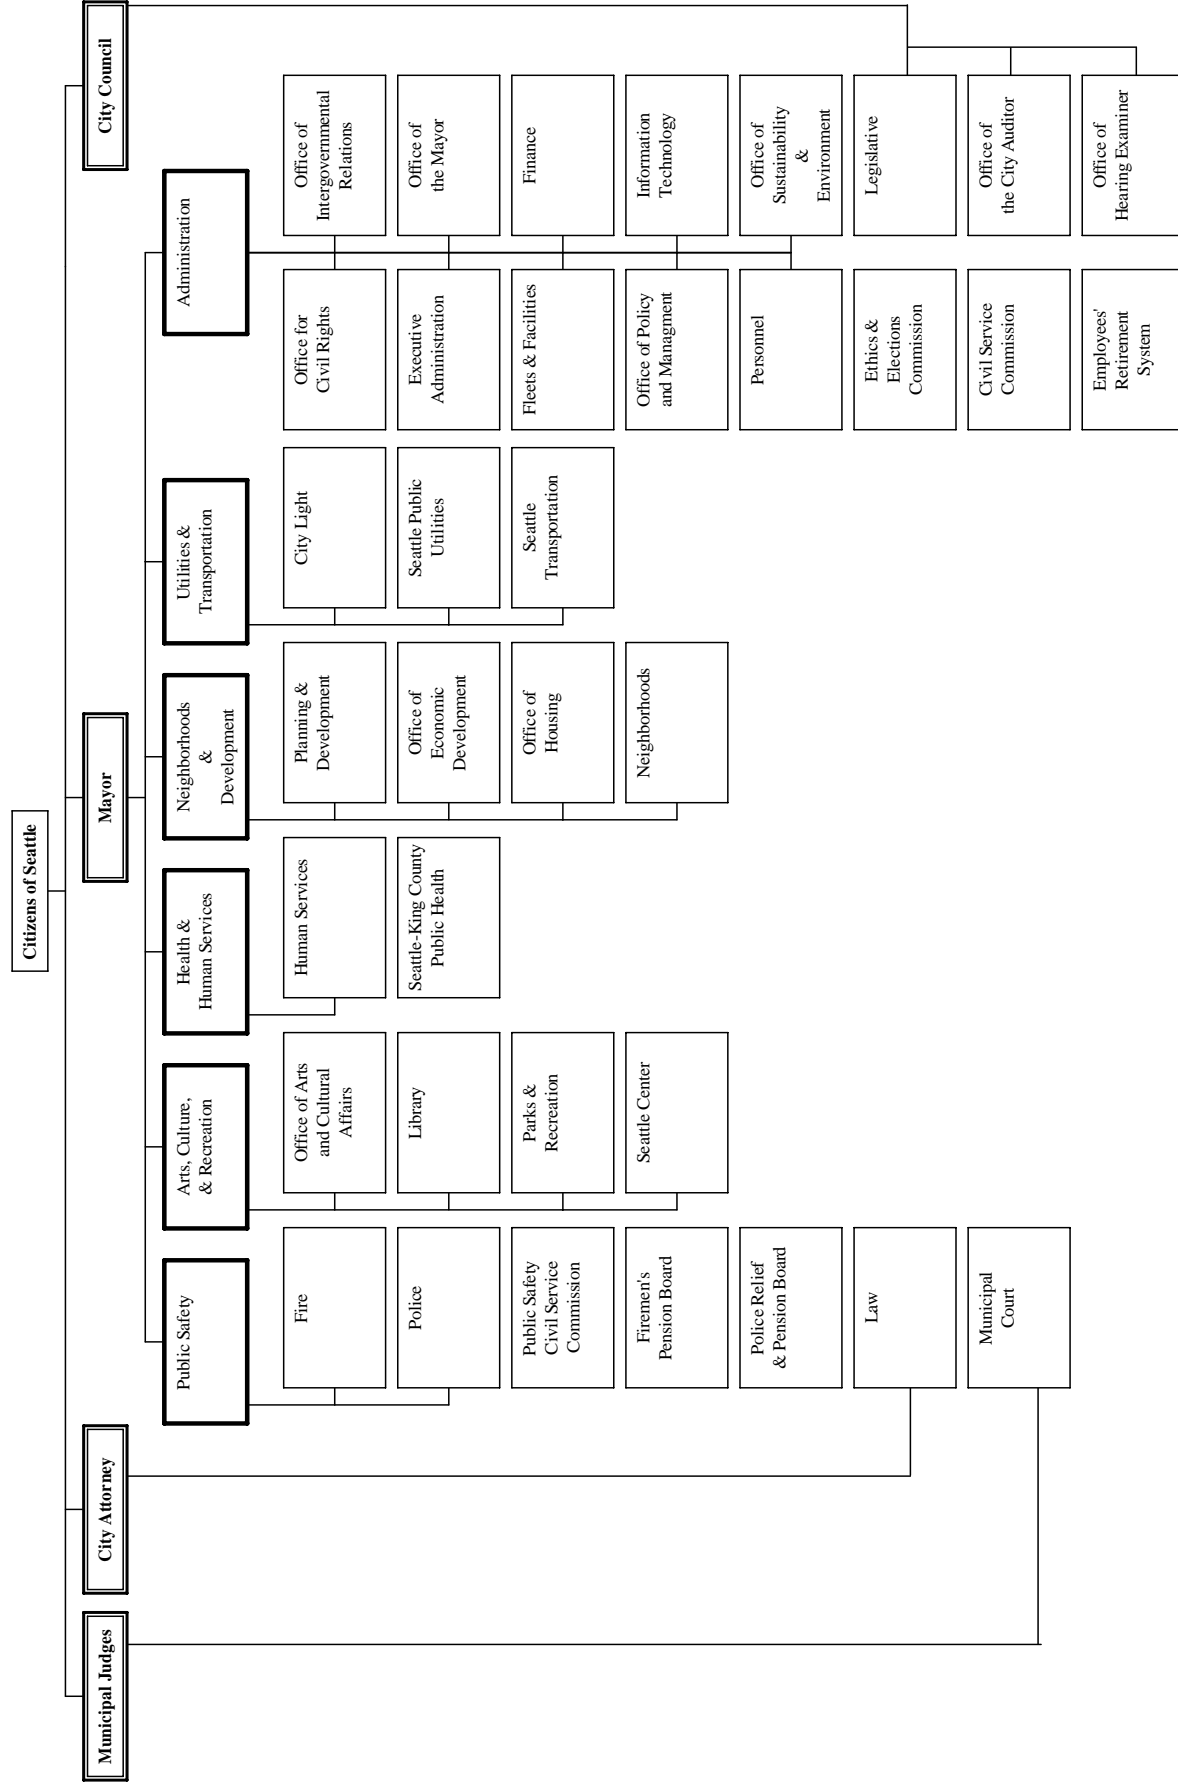 Citizens of Seattle
Municipal Judges
City Attorney
Mayor
City Council
Public Safety
Arts, Culture,
& Recreation
Health &
Human Services
Neighborhoods
&
Development
Utilities &
Transportation
Administration
Fire
Police
Public Safety
Civil Service
Commission
Firemen's
Pension Board
Police Relief
& Pension Board
Law
Municipal
Court
Office of Arts
and Cultural
Affairs
Library
Parks &
Recreation
Seattle Center
Human Services
Seattle-King County
Public Health
Planning &
Development
Office of
Economic
Development
Office of
Housing
Neighborhoods
City Light
Seattle Public
Utilities
Seattle
Transportation
Office for
Civil Rights
Executive
Administration
Fleets & Facilities
Office of Policy
and Managment
Personnel
Ethics &
Elections
Commission
Civil Service
Commission
Employees'
Retirement
System
Office of
Intergovernmental
Relations
Office of
the Mayor
Finance
Information
Technology
Office of
Sustainability
&
Environment
Legislative
Office of
the City Auditor
Office of
Hearing Examiner